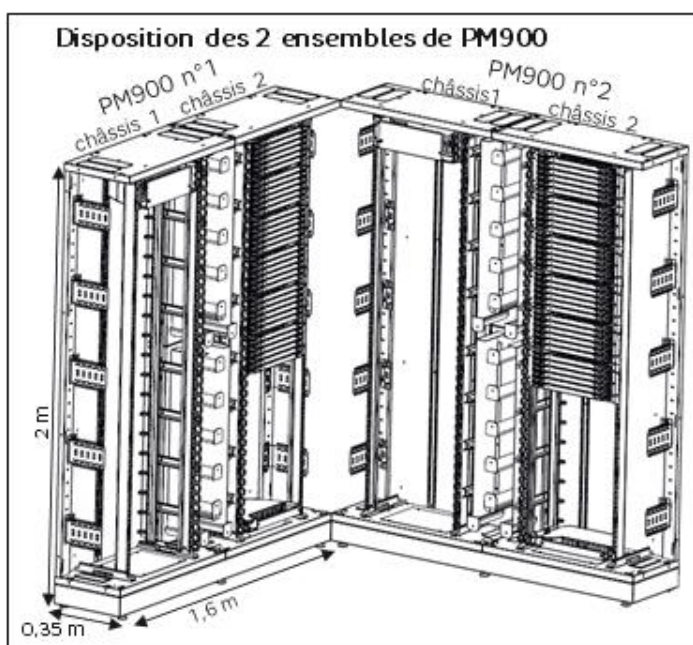 Disposition des 2 ensembles de PM900
PM900 n°1
châssis 1
châssis 2
PM900 n°2
châssis1
châssis 2
2 m
1,6 m
0,35 m